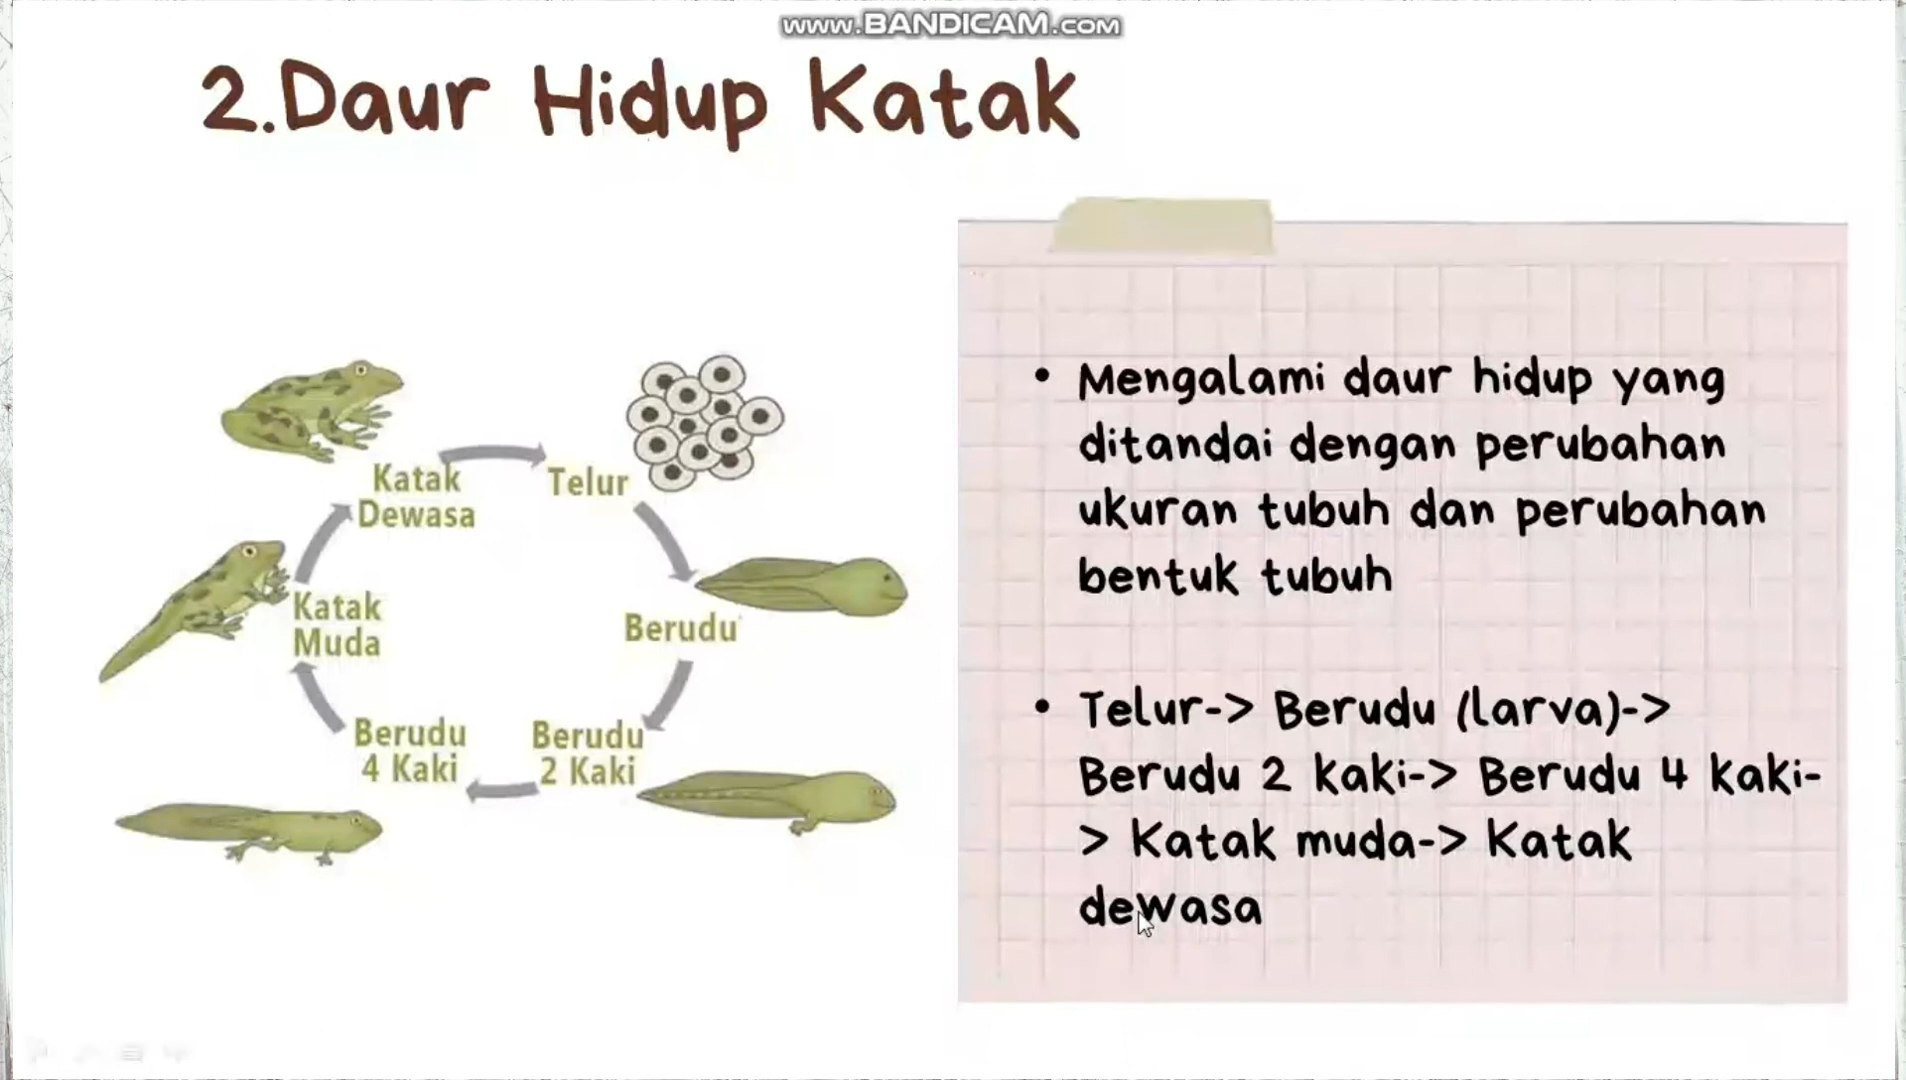 www.BANDICAM.com
2.Daur Hidup Katak
Katak
Dewasa
Telur
Berudu
Berudu
2 Kaki
Berudu
4 Kaki
Katak
Muda
• Mengalami daur hidup yang
ditandai dengan perubahan
ukuran tubuh dan perubahan
bentuk tubuh
• Telur-> Berudu (larva)->
Berudu 2 kaki-> Berudu 4 kaki-
> Katak muda-> Katak
dewasa